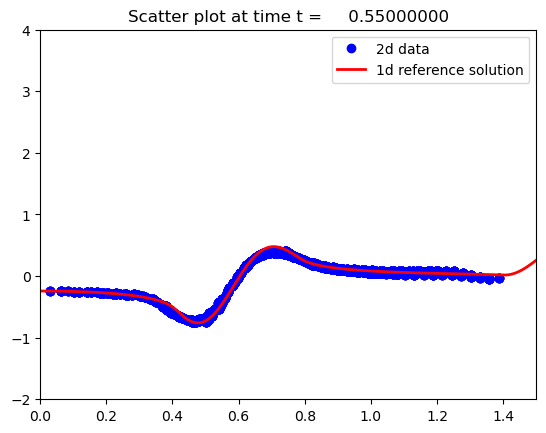 Scatter plot at time t = 0.55000000
2d data
1d reference solution
4
3
2
1
0
−1
−2
0.0 0.2 0.4 0.6 0.8 1.0 1.2 1.4